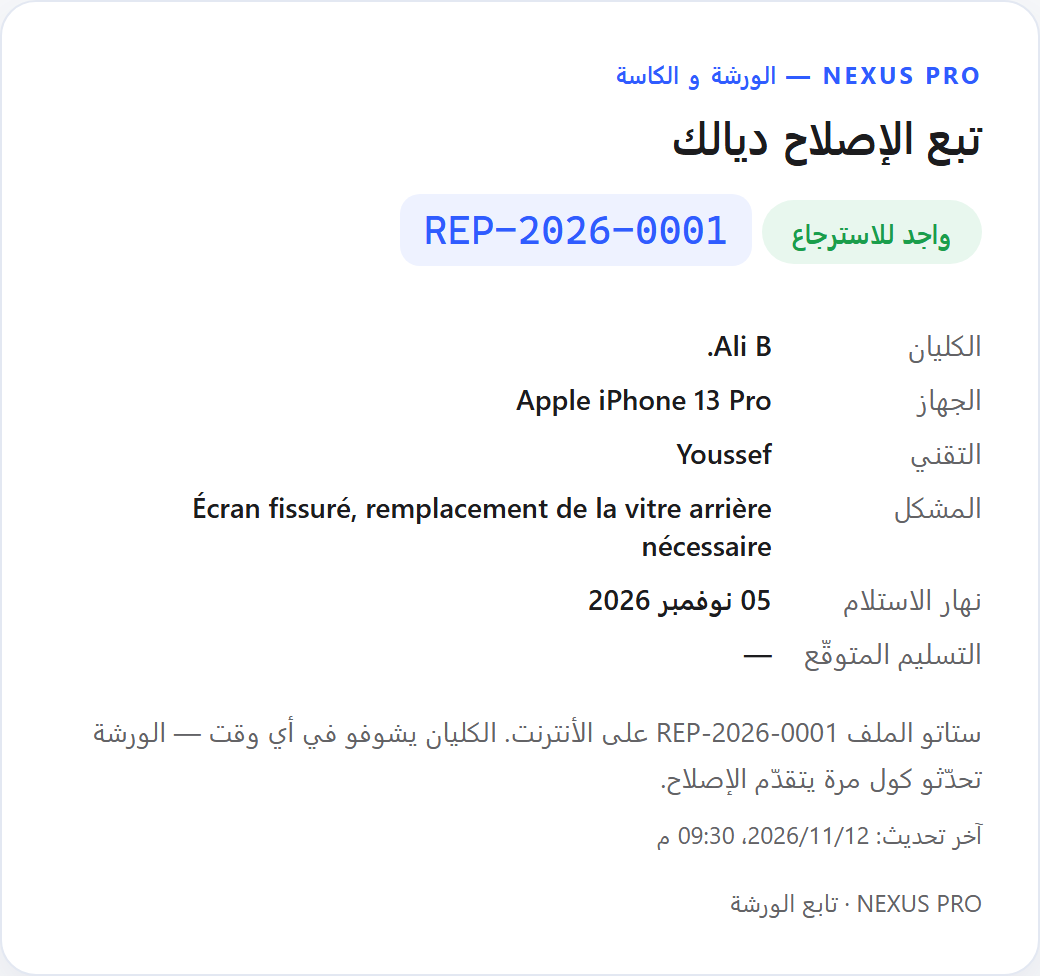 NEXUS PRO — الورشة و الكاسة
تبع الإصلاح ديالك
واجد للاسترجاع REP-2026-0001
الكليان Ali B.
الجهاز Apple iPhone 13 Pro
التقني Youssef
المشكل Écran fissuré, remplacement de la vitre arrière
nécessaire
نهار الاستلام 05 نوفمبر 2026
التسليم المتوقّع —
ستاتو الملف REP-2026-0001 على الأنترنت. الكليان يشوفو في أي وقت — الورشة
تحدّثو كول مرة يتقدّم الإصلاح.
آخر تحديث: 2026/11/12، 09:30 م
NEXUS PRO · تابع الورشة